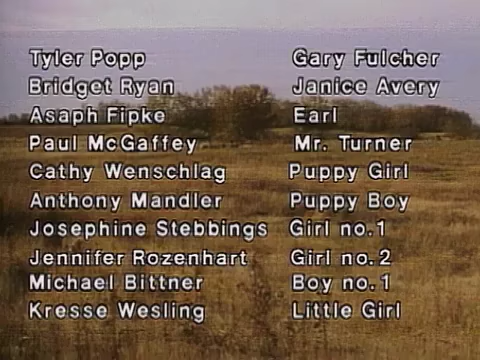 Tyler Popp Gary Fulcher
Bridget Ryan Janice Avery
Asaph Fipke Earl
Paul McGaffey Mr. Turner
Cathy Wenschlag Puppy Girl
Anthony Mandler Puppy Boy
Josephine Stebbings Girl no.1
Jennifer Rozenhart Girl no.2
Michael Bittner Boy no.1
Kresse Wesling Little Girl